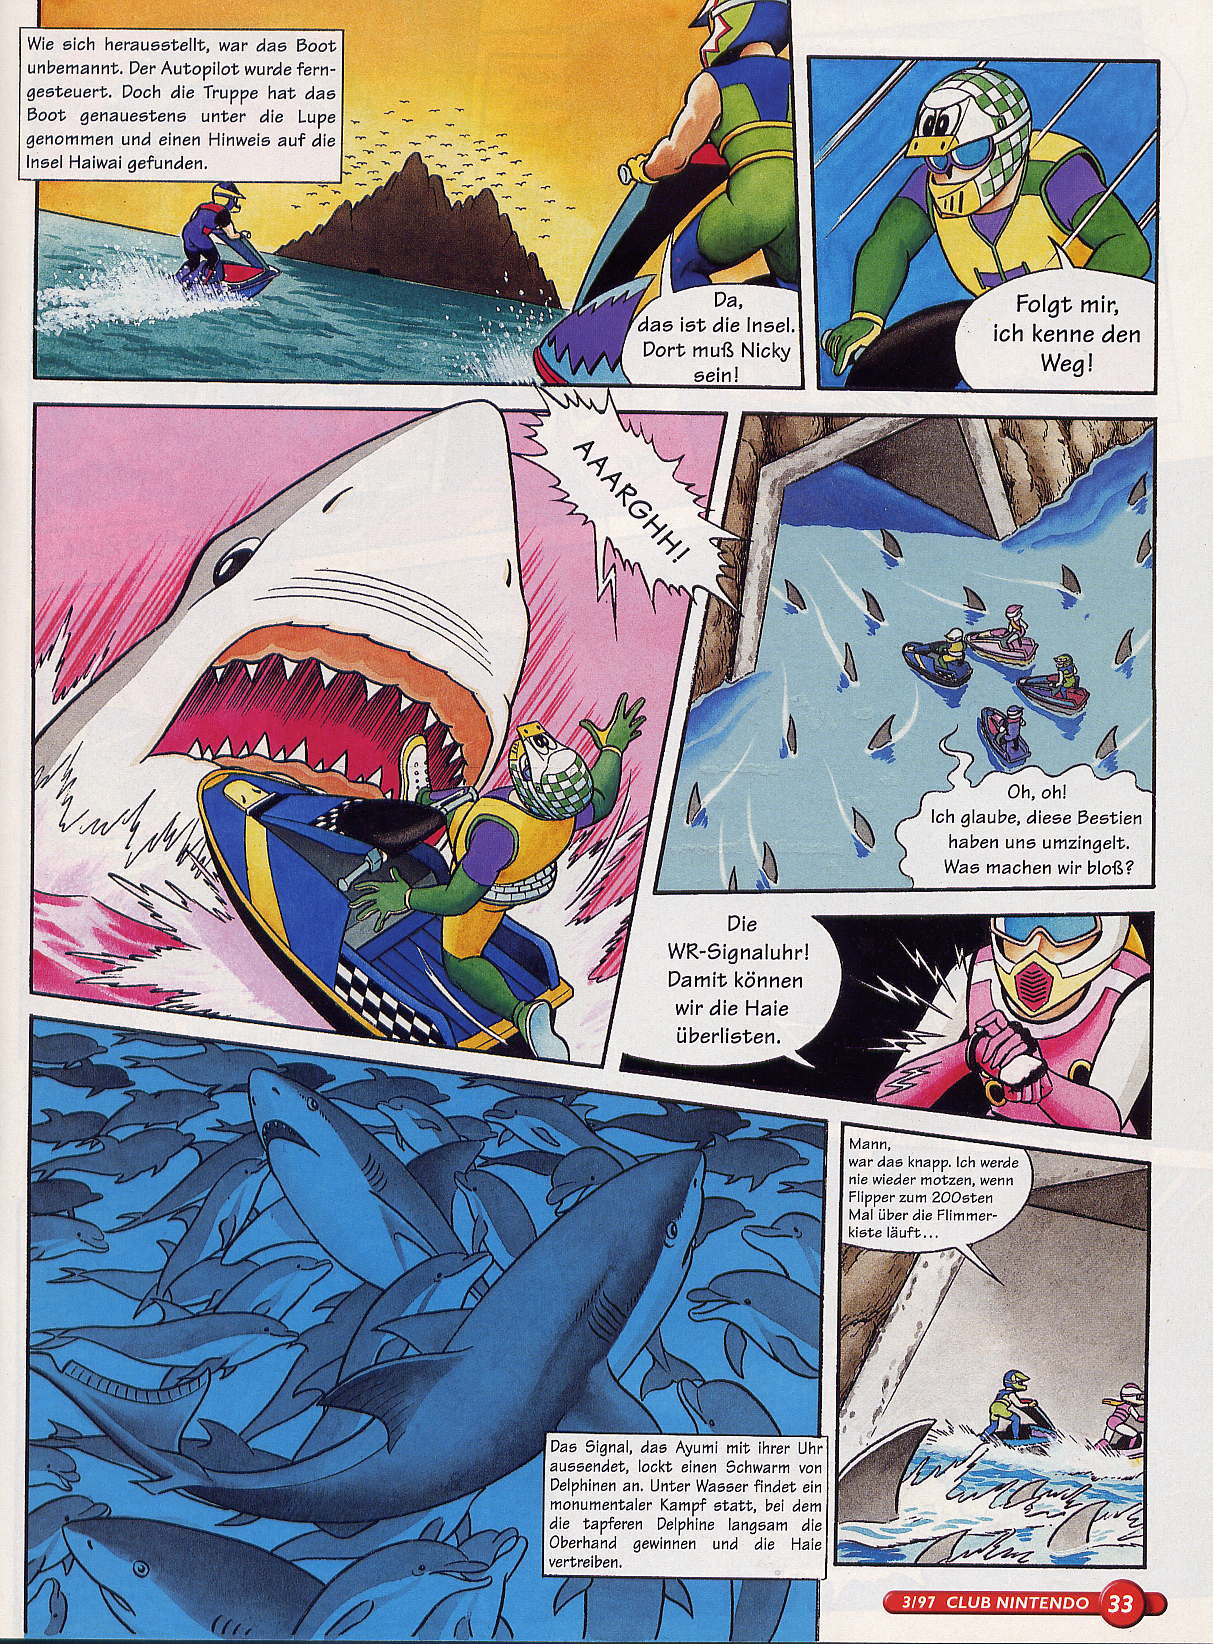 Wie sich herausstellt, war das Boot
unbemannt. Der Autopilot wurde fern-
gesteuert. Doch die Truppe hat das
Boot genauestens unter die Lupe
genommen und einen Hinweis auf die
Insel Haiwai gefunden.
Da,
das ist die Insel.
Dort muß Nicky
sein!
Folgt mir,
ich kenne den
Weg!
AAARGHH!
Oh, oh!
Ich glaube, diese Bestien
haben uns umzingelt.
Was machen wir bloß?
Die
WR-Signaluhr!
Damit können
wir die Haie
überlisten.
Das Signal, das Ayumi mit ihrer Uhr
aussendet, lockt einen Schwarm von
Delphinen an. Unter Wasser findet ein
monumentaler Kampf statt, bei dem
die tapferen Delphine langsam die
Oberhand gewinnen und die Haie
vertreiben.
Mann,
war das knapp. Ich werde
nie wieder motzen, wenn
Flipper zum 200sten
Mal über die Flimmer-
kiste läuft...
3/97 CLUB NINTENDO 33